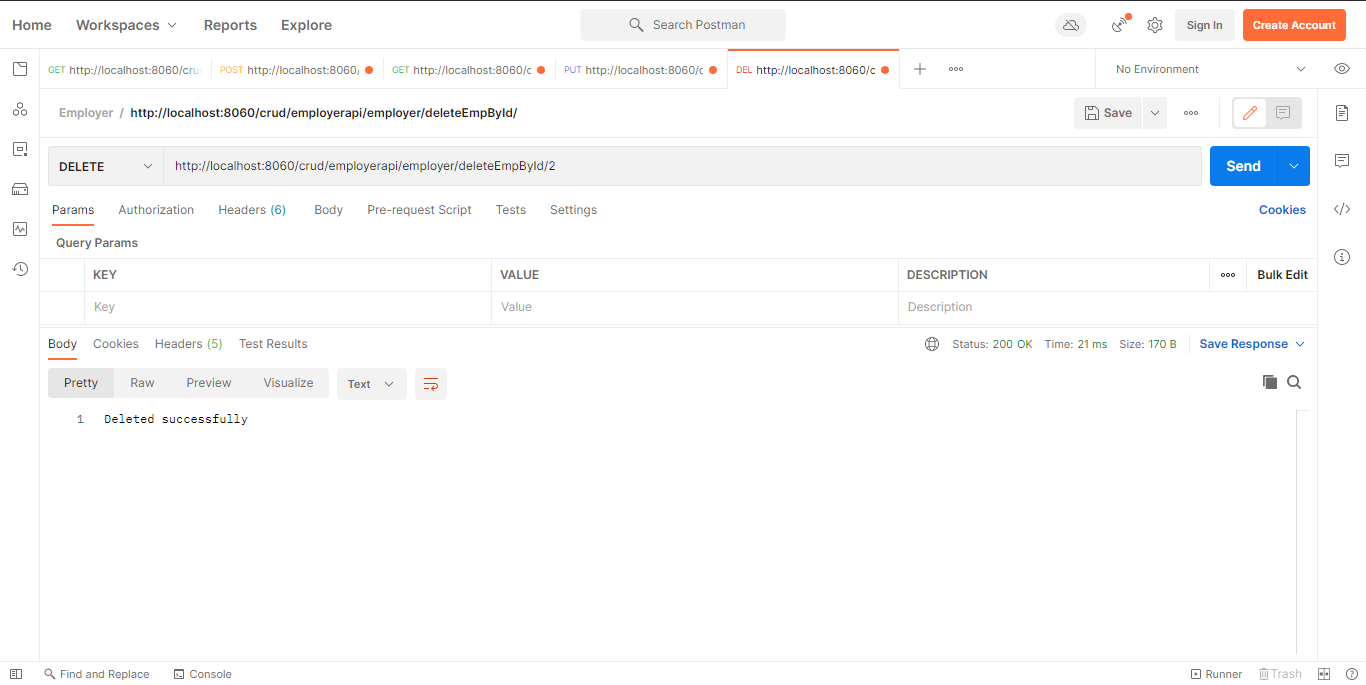 Home Workspaces Reports Explore Search Postman Sign In Create Account
GET http://localhost:8060/cru POST http://localhost:8060/ GET http://localhost:8060/c PUT http://localhost:8060/c DEL http://localhost:8060/c No Environment
Employer / http://localhost:8060/crud/employerapi/employer/deleteEmpById/ Save
DELETE http://localhost:8060/crud/employerapi/employer/deleteEmpById/2 Send
Params Authorization Headers (6) Body Pre-request Script Tests Settings Cookies
Query Params
KEY VALUE DESCRIPTION Bulk Edit
Key Value Description
Body Cookies Headers (5) Test Results Status: 200 OK Time: 21 ms Size: 170 B Save Response
Pretty Raw Preview Visualize Text
1 Deleted successfully
Find and Replace Console Runner Trash